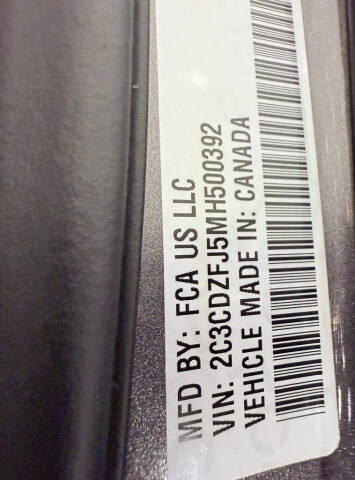 MFD BY: FCA US LLC
VIN: 2C3CDZFJ5MH500392
VEHICLE MADE IN: CANADA